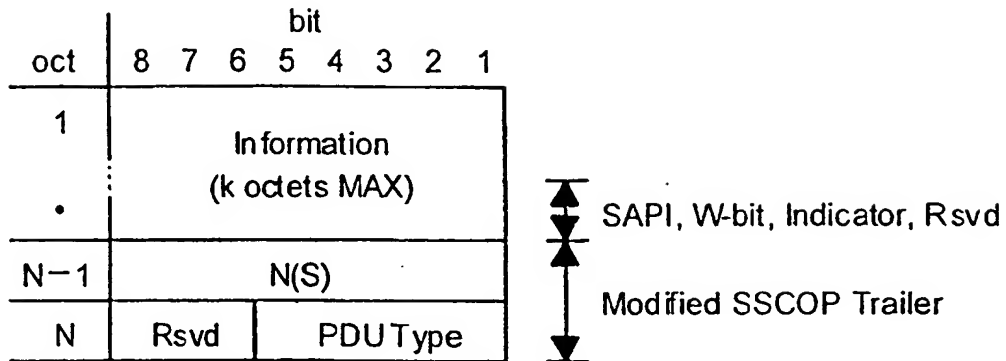 bit
oct 8 7 6 5 4 3 2 1
1
Information
(k octets MAX)
•
SAPI, W-bit, Indicator, Rsvd
N-1 N(S)
Modified SSCOP Trailer
N Rsvd PDU Type